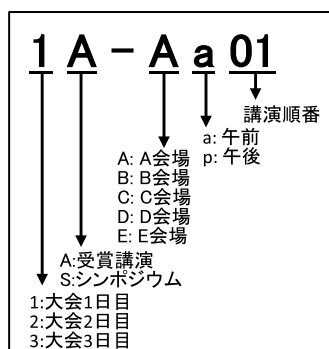 1A-Aa01
講演順番
a: 午前
p: 午後
A: A会場
B: B会場
C: C会場
D: D会場
E: E会場
A:受賞講演
S:シンポジウム
1:大会1日目
2:大会2日目
3:大会3日目